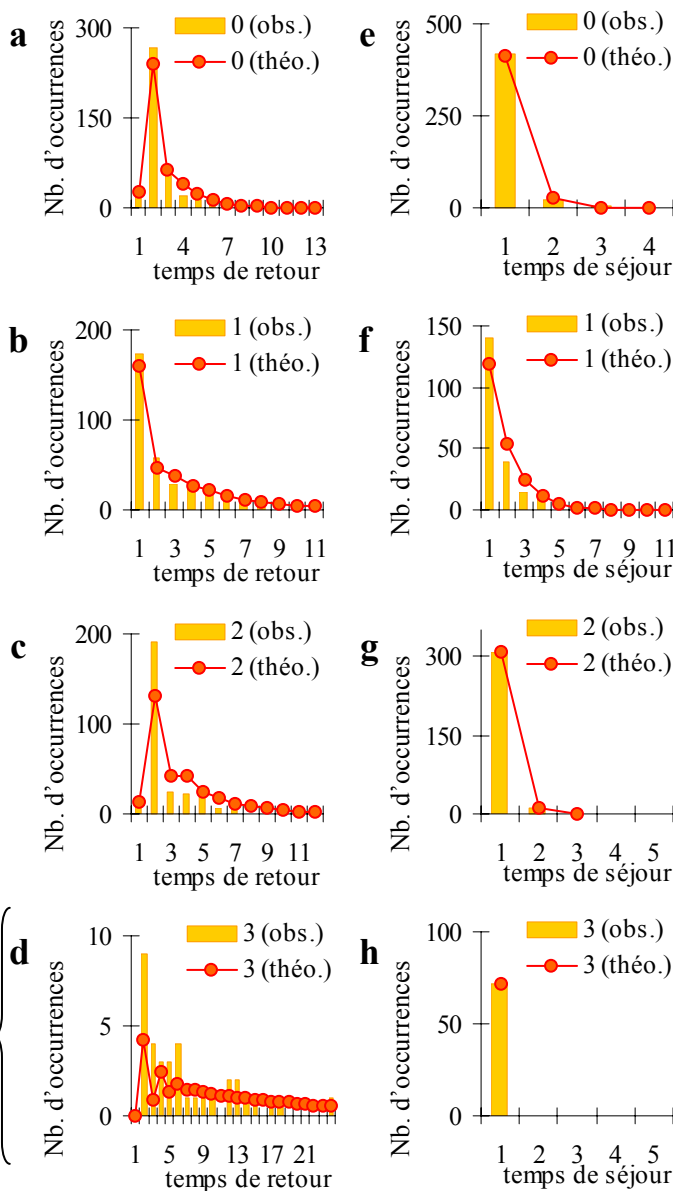 a
300
150
0
0 (obs.)
0 (théo.)
Nb. d'occurrences
1 4 7 10 13
temps de retour
e
500
250
0
0 (obs.)
0 (théo.)
Nb. d'occurrences
1 2 3 4
temps de séjour
b
200
100
0
1 (obs.)
1 (théo.)
Nb. d'occurrences
1 3 5 7 9 11
temps de retour
f
150
100
50
0
1 (obs.)
1 (théo.)
Nb. d'occurrences
1 3 5 7 9 11
temps de séjour
c
200
100
0
2 (obs.)
2 (théo.)
Nb. d'occurrences
1 3 5 7 9 11
temps de retour
g
300
150
0
2 (obs.)
2 (théo.)
Nb. d'occurrences
1 2 3 4 5
temps de séjour
d
10
5
0
3 (obs.)
3 (théo.)
Nb. d'occurrences
1 5 9 13 17 21
temps de retour
h
100
50
0
3 (obs.)
3 (théo.)
Nb. d'occurrences
1 2 3 4 5
temps de séjour